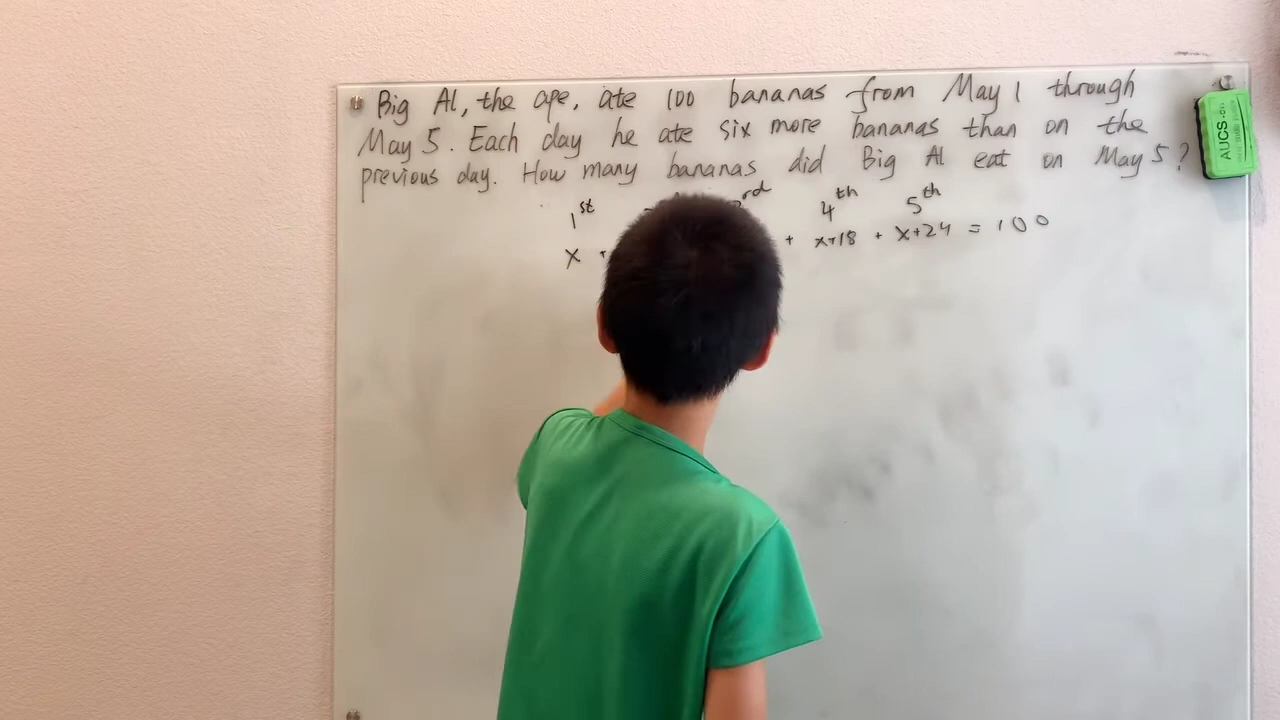 Big Al, the ape, ate 100 bananas from May 1 through
May 5. Each day he ate six more bananas than on the
previous day. How many bananas did Big Al eat on May 5?
1st rd 4th 5th
x + + x+18 + x+24 = 100
AUCS